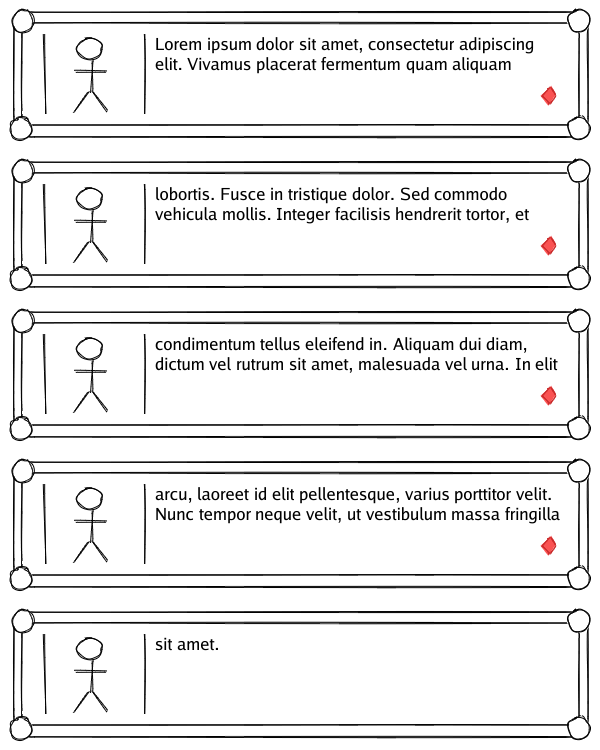 Lorem ipsum dolor sit amet, consectetur adipiscing
elit. Vivamus placerat fermentum quam aliquam
lobortis. Fusce in tristique dolor. Sed commodo
vehicula mollis. Integer facilisis hendrerit tortor, et
condimentum tellus eleifend in. Aliquam dui diam,
dictum vel rutrum sit amet, malesuada vel urna. In elit
arcu, laoreet id elit pellentesque, varius porttitor velit.
Nunc tempor neque velit, ut vestibulum massa fringilla
sit amet.